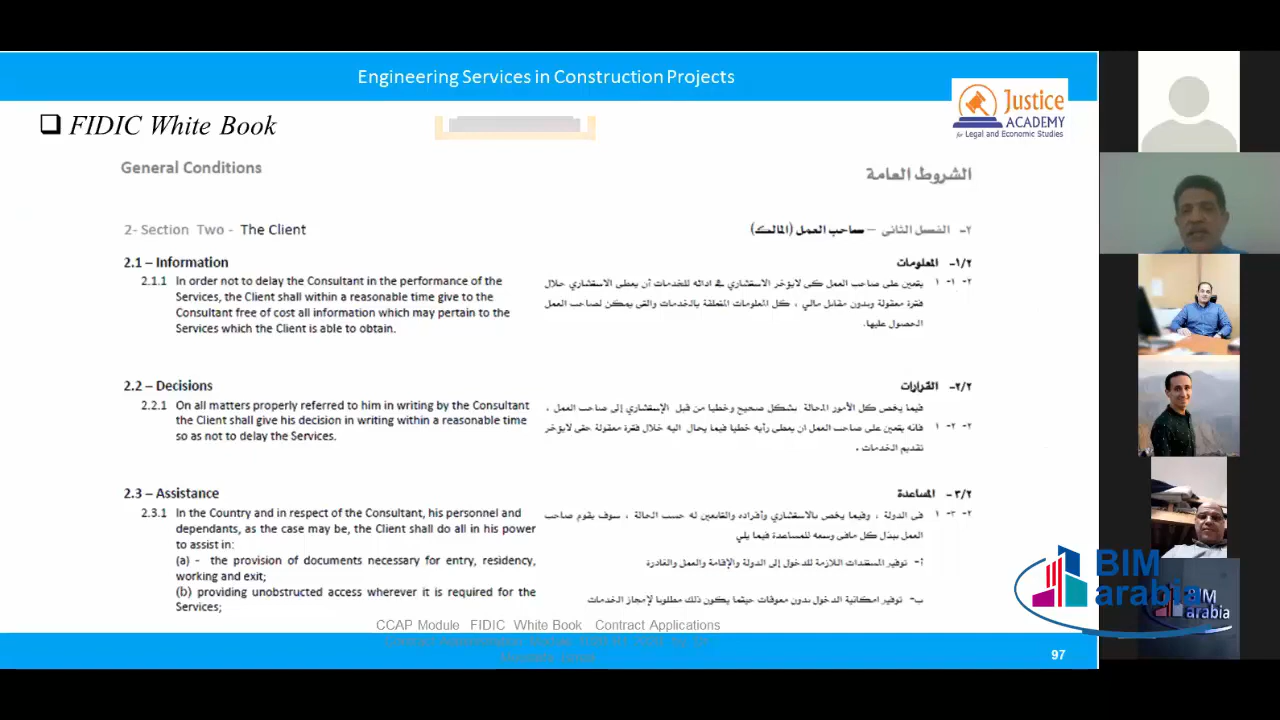 Engineering Services in Construction Projects
Justice
ACADEMY
for Legal and Economic Studies
❑ FIDIC White Book
General Conditions
الشروط العامة
2- Section Two - The Client
٢- الفصل الثانى – صاحب العمل (المالك)
2.1 – Information
١/٢- المعلومات
2.1.1 In order not to delay the Consultant in the performance of the
Services, the Client shall within a reasonable time give to the
Consultant free of cost all information which may pertain to the
Services which the Client is able to obtain.
٢- ١- ١ يتعين على صاحب العمل كى لايؤخر الاستشاري فى ادائه للخدمات أن يعطى الاستشاري خلال
فترة معقولة وبدون مقابل مالي ، كل المعلومات المتعلقة بالخدمات والتى يمكن لصاحب العمل
الحصول عليها.
2.2 – Decisions
٢/٢- القرارات
2.2.1 On all matters properly referred to him in writing by the Consultant
the Client shall give his decision in writing within a reasonable time
so as not to delay the Services.
فيما يخص كل الأمور المحالة بشكل صحيح وخطيا من قبل الإستشاري إلى صاحب العمل ،
٢- ٢- ١ فانه يتعين على صاحب العمل ان يعطى رأيه خطيا فيما يحال اليه خلال فترة معقولة حتى لايؤخر
تقديم الخدمات .
2.3 – Assistance
٣/٢- المساعدة
2.3.1 In the Country and in respect of the Consultant, his personnel and
dependants, as the case may be, the Client shall do all in his power
to assist in:
(a) - the provision of documents necessary for entry, residency,
working and exit;
(b) providing unobstructed access wherever it is required for the
Services;
٢- ٣- ١ فى الدولة ، وفيما يخص بالاستشاري وأفراده والتابعين له حسب الحالة ، سوف يقوم صاحب
العمل ببذل كل مافى وسعه للمساعدة فيما يلي
أ- توفير المستندات اللازمة للدخول إلى الدولة والإقامة والعمل والمغادرة
ب- توفير امكانية الدخول بدون معوقات حيثما يكون ذلك مطلوبا لإنجاز الخدمات
CCAP Module FIDIC White Book Contract Applications
97
BIM
arabia
BIM
arabia